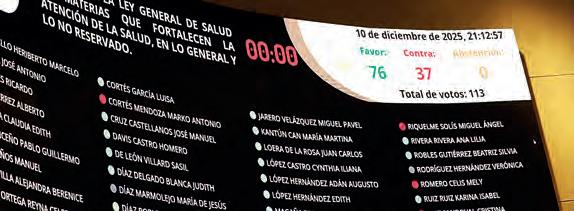 LEY GENERAL DE SALUD
MATERIAS QUE FORTALECEN LA
ATENCIÓN DE LA SALUD, EN LO GENERAL Y
LO NO RESERVADO.
00:00
10 de diciembre de 2025, 21:12:57
Favor: Contra: Abstención:
76 37 0
Total de votos: 113
HERIBERTO MARCELO
JOSÉ ANTONIO
RICARDO
ALBERTO
CLAUDIA EDITH
PABLO GUILLERMO
MANUEL
ALEJANDRA BERENICE
ORTEGA REYNA
CORTÉS GARCÍA LUISA
CORTÉS MENDOZA MARKO ANTONIO
CRUZ CASTELLANOS JOSÉ MANUEL
DAVIS CASTRO HOMERO
DE LEÓN VILLARD SASIL
DÍAZ DELGADO BLANCA JUDITH
DÍAZ MARMOLEJO MARÍA DE JESÚS
JARERO VELÁZQUEZ MIGUEL PAVEL
KANTÚN CAN MARÍA MARTINA
LOERA DE LA ROSA JUAN CARLOS
LÓPEZ CASTRO CYNTHIA ILIANA
LÓPEZ HERNÁNDEZ ADÁN AUGUSTO
LÓPEZ HERNÁNDEZ EDITH
RIQUELME SOLÍS MIGUEL ÁNGEL
RIVERA RIVERA ANA LILIA
ROBLES GUTIÉRREZ BEATRIZ SILVIA
RODRÍGUEZ HERNÁNDEZ VERÓNICA
ROMERO CELIS MELY
RUIZ RUIZ KARINA ISABEL